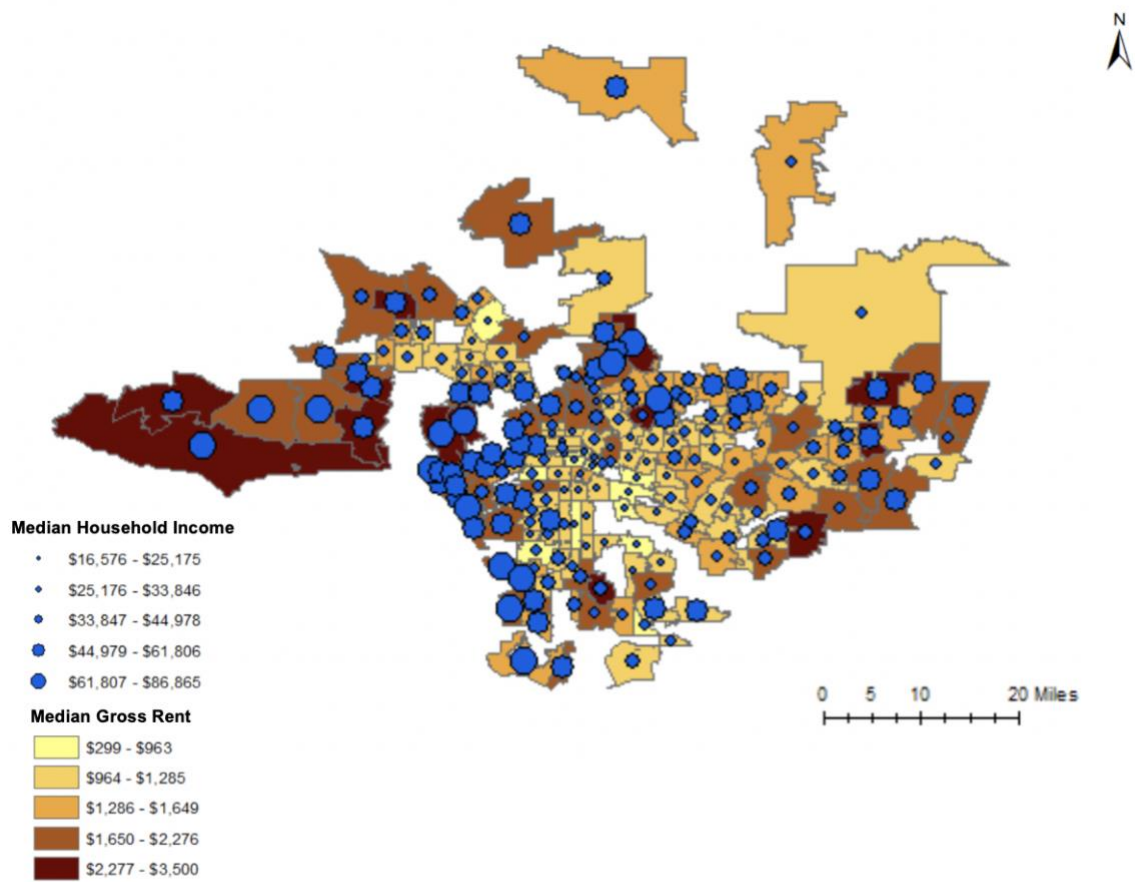 N
Median Household Income
$16,576 - $25,175
$25,176 - $33,846
$33,847 - $44,978
$44,979 - $61,806
$61,807 - $86,865
0 5 10 20 Miles
Median Gross Rent
$299 - $963
$964 - $1,285
$1,286 - $1,649
$1,650 - $2,276
$2,277 - $3,500